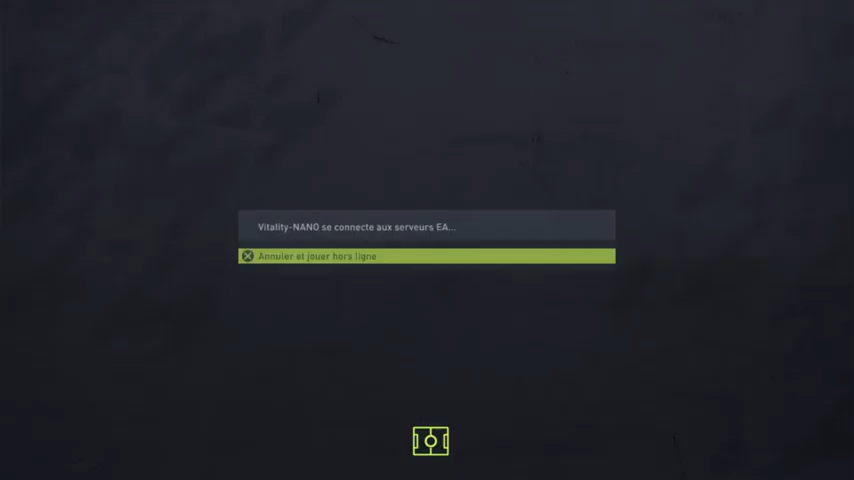 Vitality-NANO se connecte aux serveurs EA...
Annuler et jouer hors ligne